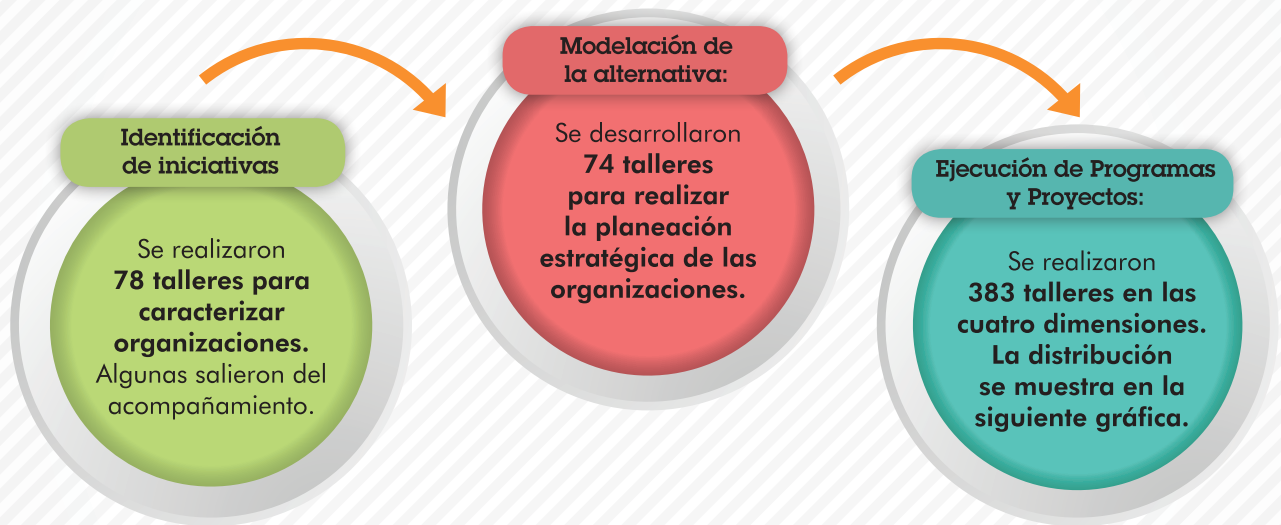 Identificación
de iniciativas
Se realizaron
78 talleres para
caracterizar
organizaciones.
Algunas salieron del
acompañamiento.
Modelación de
la alternativa:
Se desarrollaron
74 talleres
para realizar
la planeación
estratégica de las
organizaciones.
Ejecución de Programas
y Proyectos:
Se realizaron
383 talleres en las
cuatro dimensiones.
La distribución
se muestra en la
siguiente gráfica.